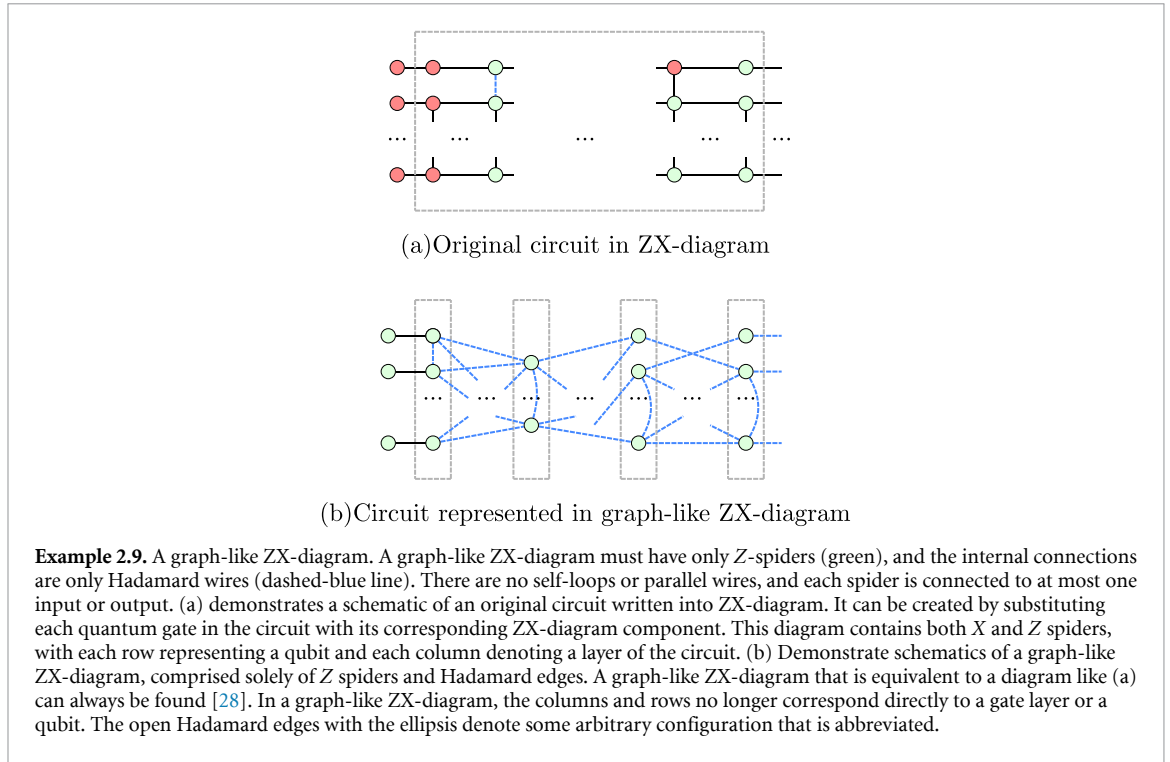 ... ... ... ... ...
(a)Original circuit in ZX-diagram
... ... ... ... ... ... ...
(b)Circuit represented in graph-like ZX-diagram
Example 2.9. A graph-like ZX-diagram. A graph-like ZX-diagram must have only Z-spiders (green), and the internal connections
are only Hadamard wires (dashed-blue line). There are no self-loops or parallel wires, and each spider is connected to at most one
input or output. (a) demonstrates a schematic of an original circuit written into ZX-diagram. It can be created by substituting
each quantum gate in the circuit with its corresponding ZX-diagram component. This diagram contains both X and Z spiders,
with each row representing a qubit and each column denoting a layer of the circuit. (b) Demonstrate schematics of a graph-like
ZX-diagram, comprised solely of Z spiders and Hadamard edges. A graph-like ZX-diagram that is equivalent to a diagram like (a)
can always be found [28]. In a graph-like ZX-diagram, the columns and rows no longer correspond directly to a gate layer or a
qubit. The open Hadamard edges with the ellipsis denote some arbitrary configuration that is abbreviated.